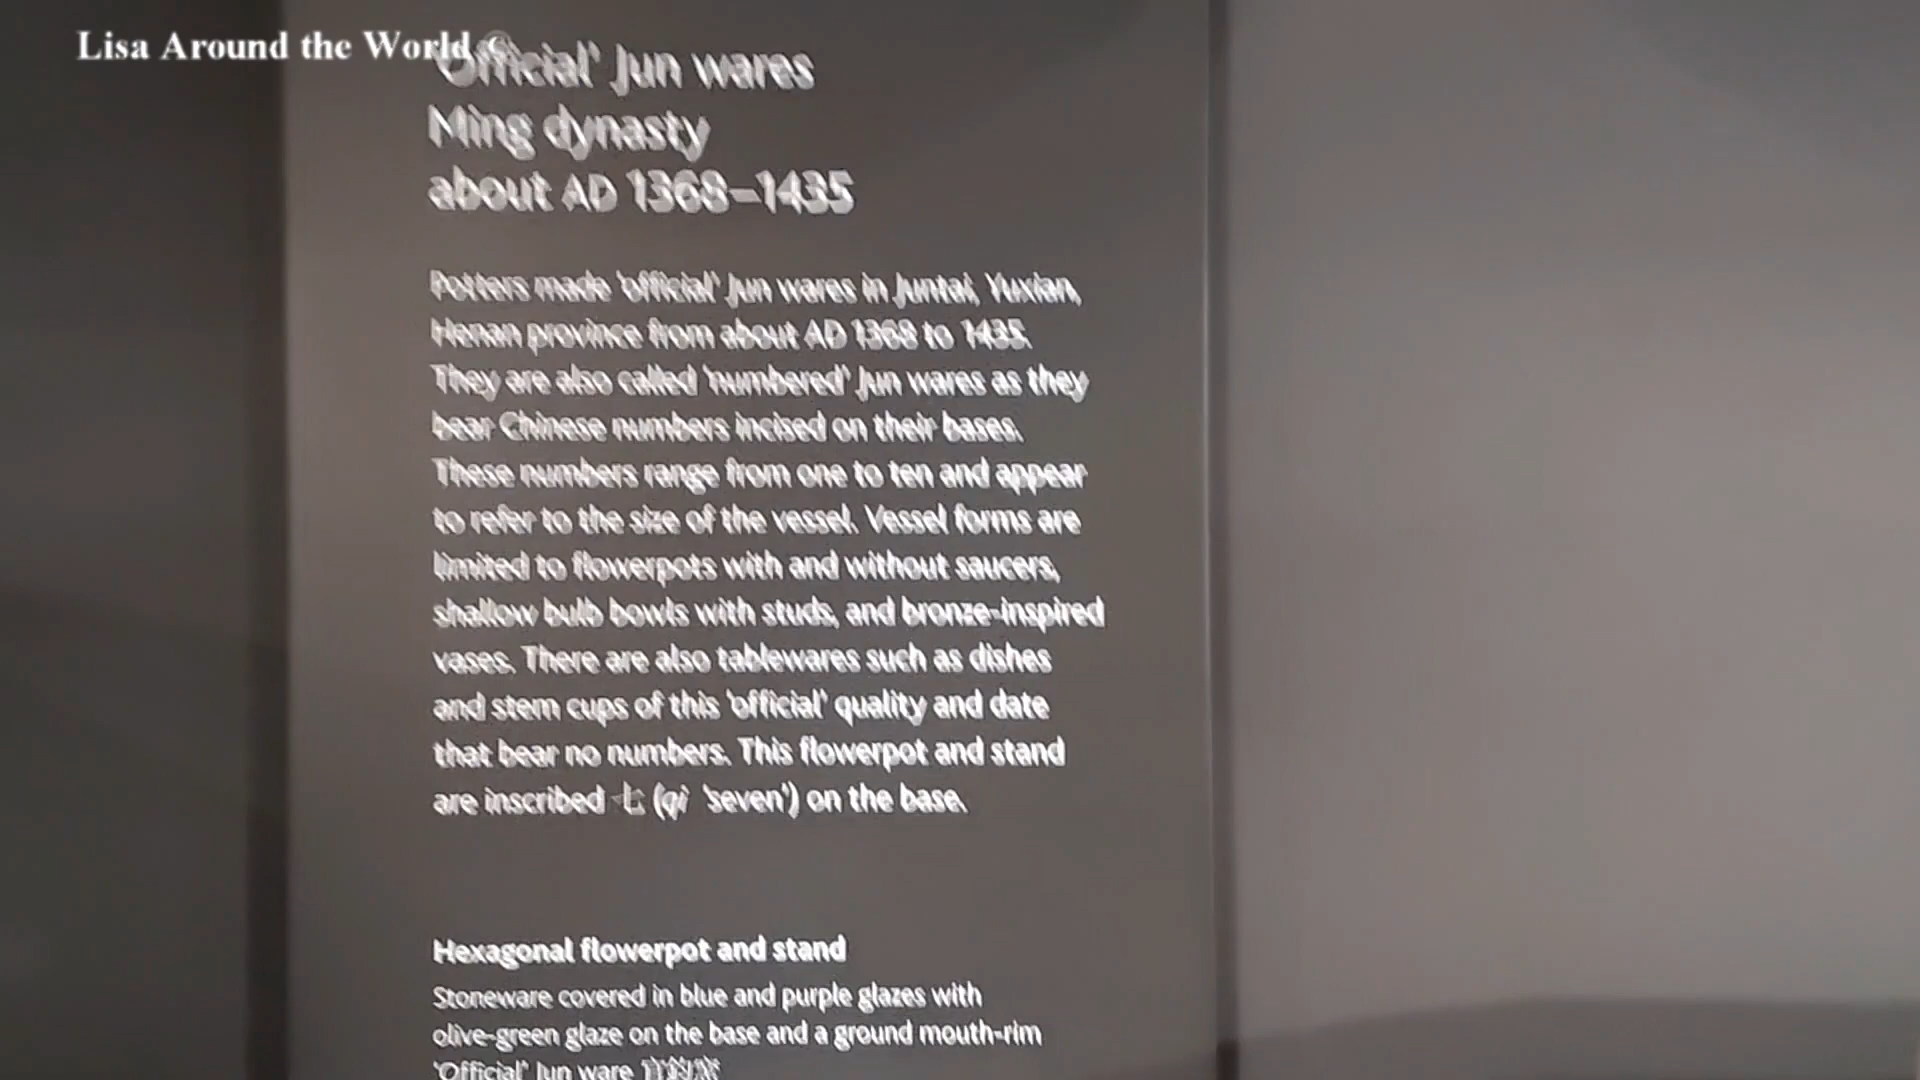 Lisa Around the World
'Official' Jun wares
Ming dynasty
about AD 1368–1435
Potters made 'official' Jun wares in Juntai, Yuxian,
Henan province from about AD 1368 to 1435.
They are also called 'numbered' Jun wares as they
bear Chinese numbers incised on their bases.
These numbers range from one to ten and appear
to refer to the size of the vessel. Vessel forms are
limited to flowerpots with and without saucers,
shallow bulb bowls with studs, and bronze-inspired
vases. There are also tablewares such as dishes
and stem cups of this 'official' quality and date
that bear no numbers. This flowerpot and stand
are inscribed 七 (qi 'seven') on the base.
Hexagonal flowerpot and stand
Stoneware covered in blue and purple glazes with
olive-green glaze on the base and a ground mouth-rim
'Official' Jun ware